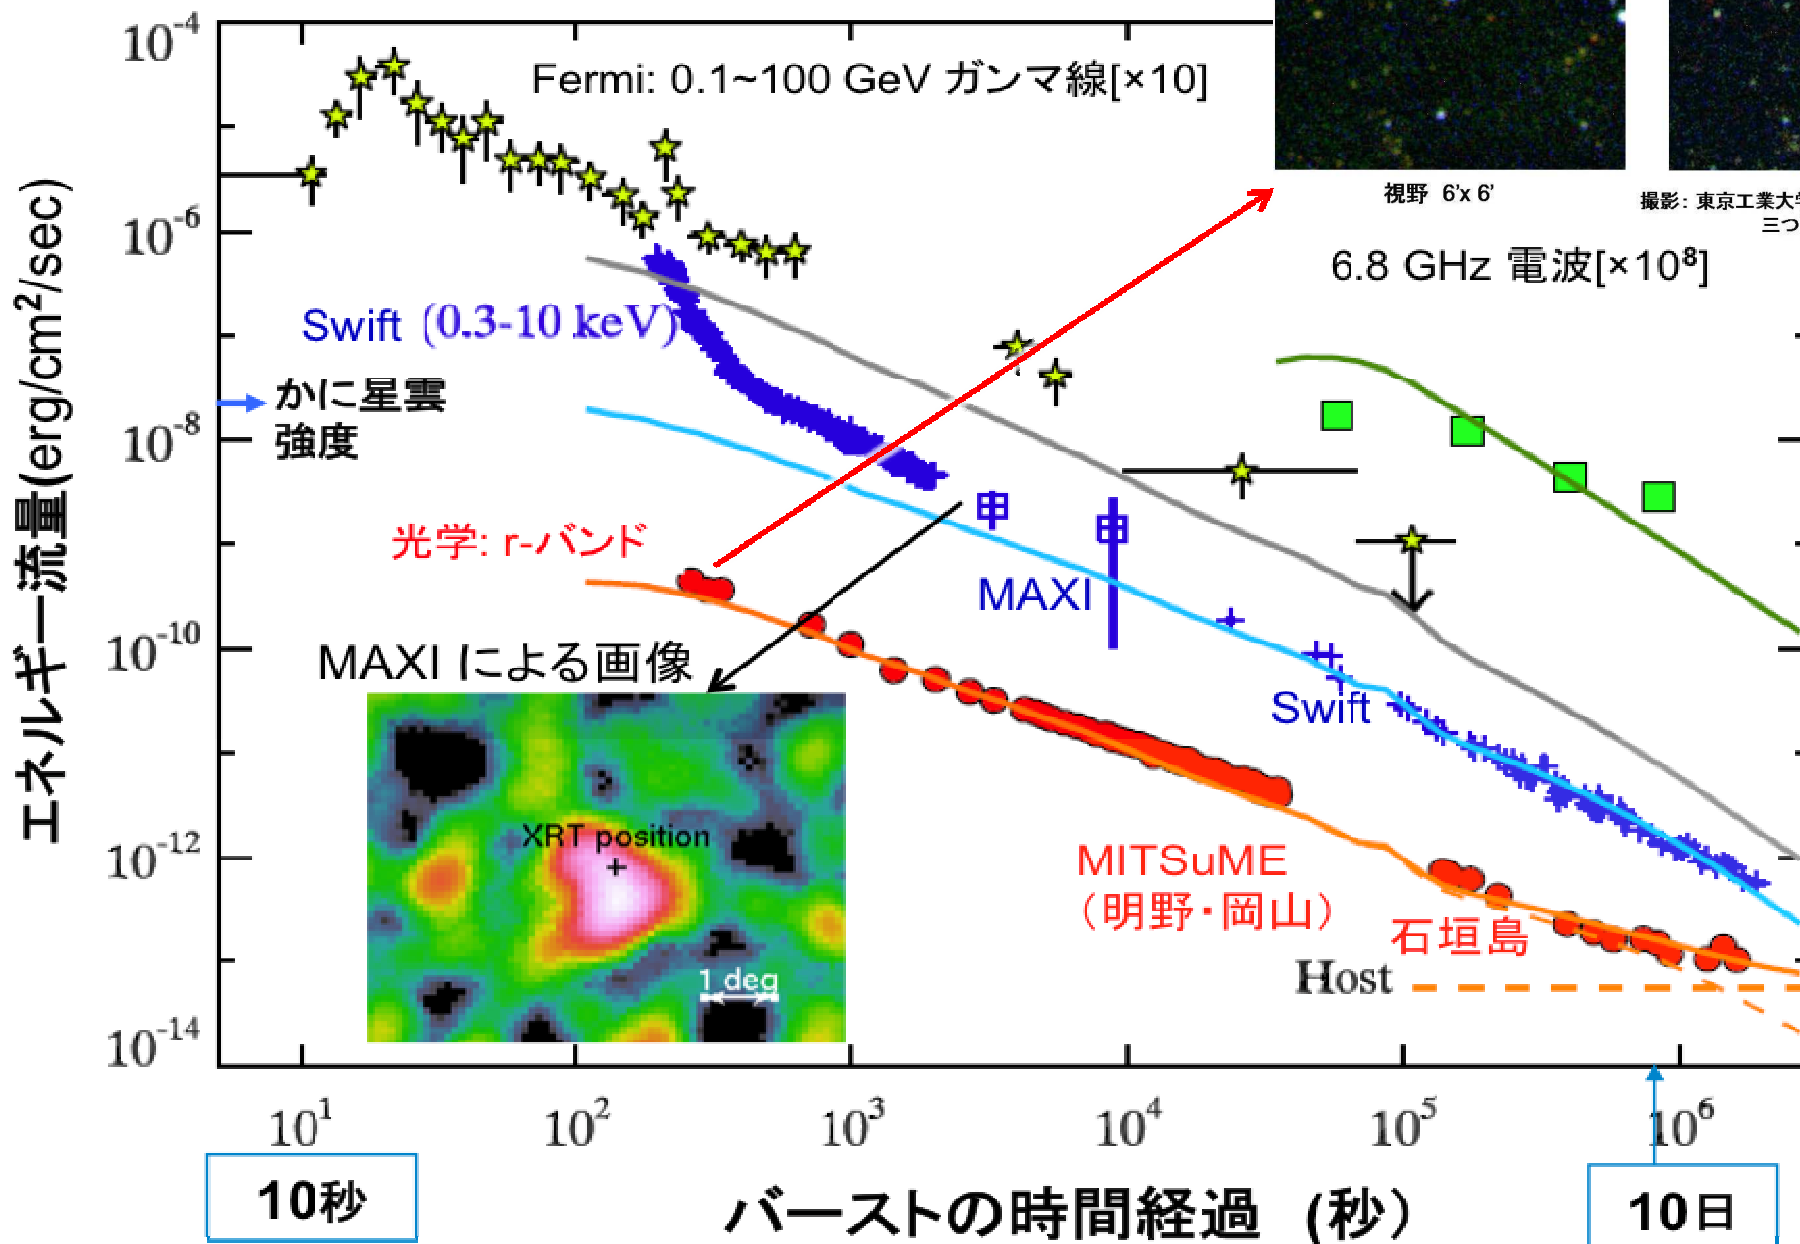 10⁻⁴
10⁻⁶
10⁻⁸
10⁻¹⁰
10⁻¹²
10⁻¹⁴
エネルギー流量(erg/cm²/sec)
Fermi: 0.1~100 GeV ガンマ線[×10]
視野 6'x 6'
撮影: 東京工業大学
三つ
6.8 GHz 電波[×10⁸]
Swift (0.3-10 keV)
かに星雲
強度
光学: r-バンド
MAXI
MAXI による画像
XRT position
1 deg
Swift
MITSuME
（明野・岡山）
石垣島
Host
10¹
10²
10³
10⁴
10⁵
10⁶
10秒
バーストの時間経過 (秒)
10日